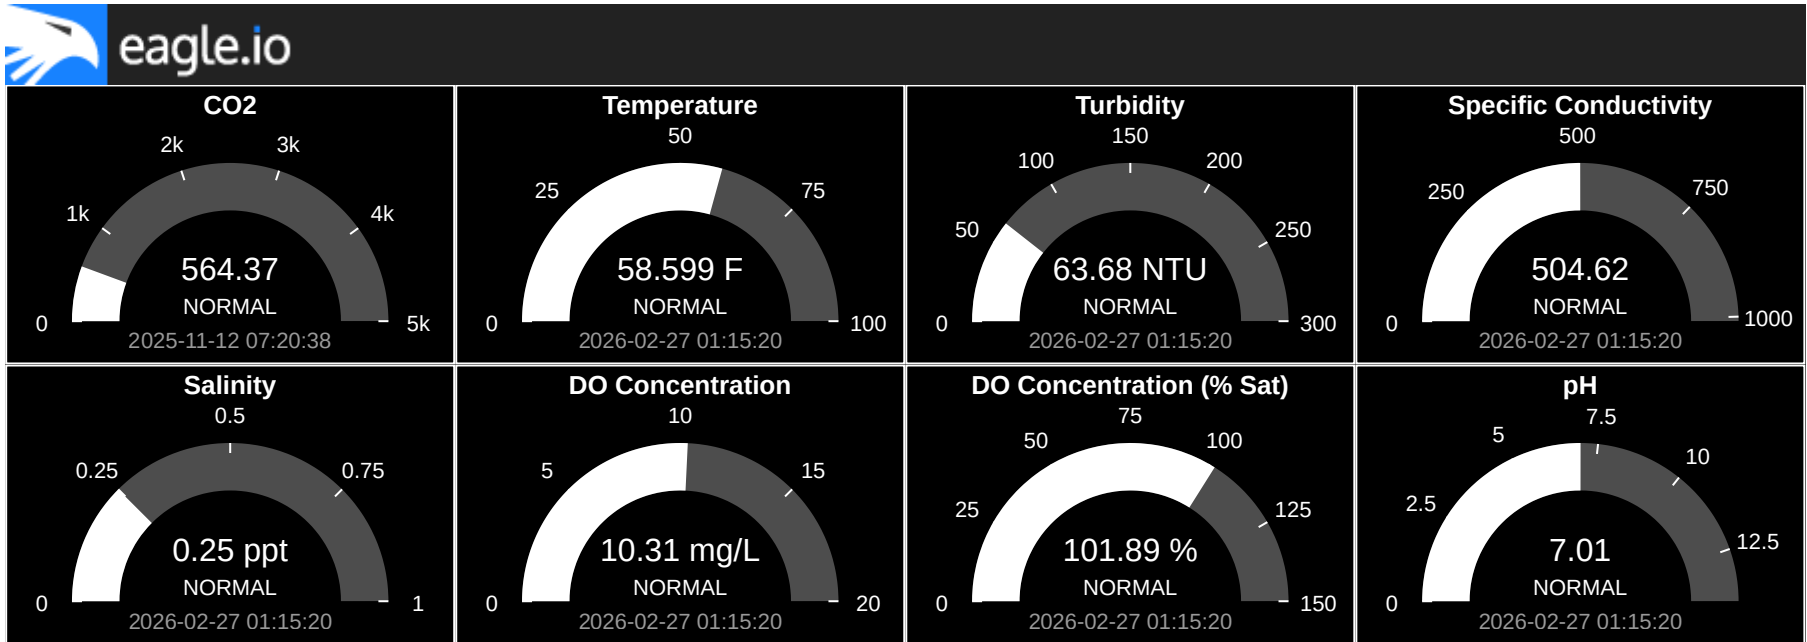 eagle.io
CO2
2k
3k
1k
4k
564.37
NORMAL
0
5k
2025-11-12 07:20:38
Temperature
50
25
75
58.599 F
NORMAL
0
100
2026-02-27 01:15:20
Turbidity
150
100
200
50
250
63.68 NTU
NORMAL
0
300
2026-02-27 01:15:20
Specific Conductivity
500
250
750
504.62
NORMAL
0
1000
2026-02-27 01:15:20
Salinity
0.5
0.25
0.75
0.25 ppt
NORMAL
0
1
2026-02-27 01:15:20
DO Concentration
10
5
15
10.31 mg/L
NORMAL
0
20
2026-02-27 01:15:20
DO Concentration (% Sat)
75
50
100
25
125
101.89 %
NORMAL
0
150
2026-02-27 01:15:20
pH
7.5
5
10
2.5
12.5
7.01
NORMAL
0
2026-02-27 01:15:20